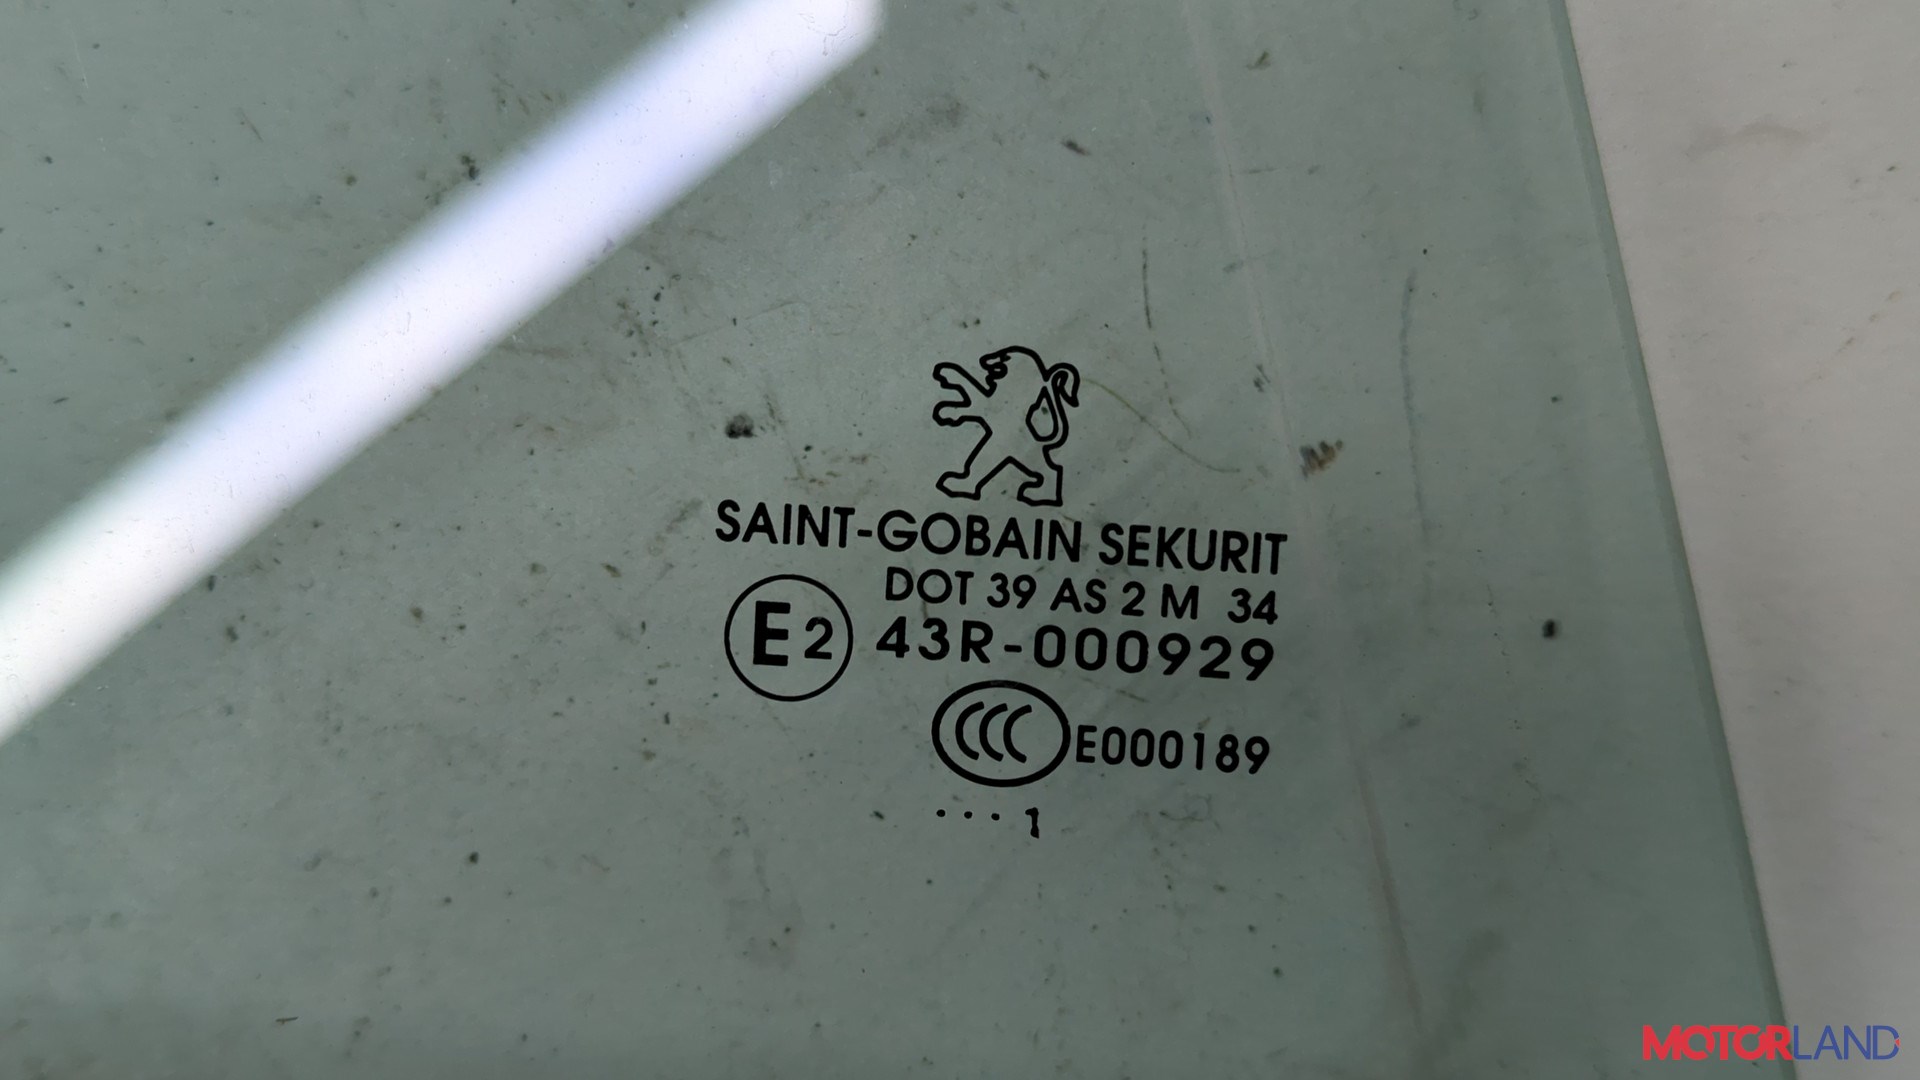 SAINT-GOBAIN SEKURIT
DOT 39 AS 2 M 34
E2 43R-000929
CCC E000189
... 1
MOTORLAND